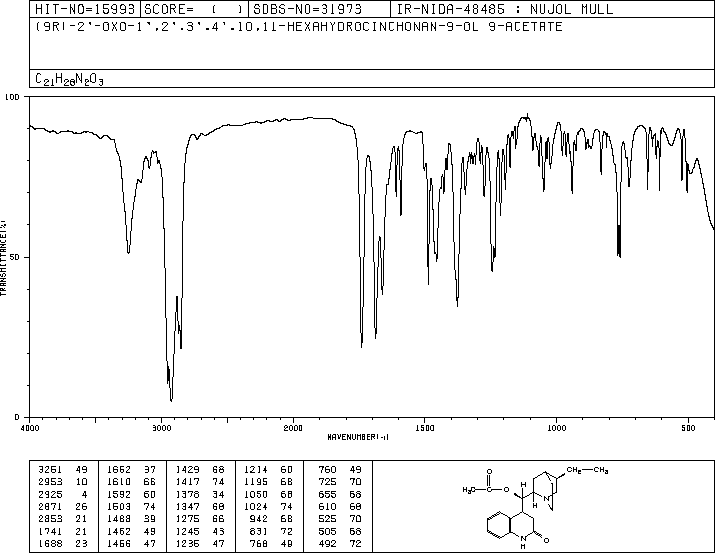 HIT-NO=15993 SCORE= ( ) SDBS-NO=31973 IR-NIDA-48485 : NUJOL MULL
(9R)-2'-OXO-1',2',3',4',10,11-HEXAHYDROCINCHONAN-9-OL 9-ACETATE
C21H28N2O3
100
50
0
TRANSMITTANCE(%)
4000 3000 2000 1500 1000 500
WAVENUMBER(-1)
3251 49 1662 37 1429 68 1214 60 760 49
2953 10 1610 66 1417 74 1195 68 725 70
2925 4 1592 60 1378 34 1050 68 655 68
2871 26 1503 74 1347 68 1024 74 610 68
2853 21 1488 39 1275 66 942 68 525 70
1741 21 1462 49 1245 43 831 72 505 68
1688 23 1456 47 1235 47 768 49 492 72
CH2 CH3
O
H3C C O H N
H
N O
H